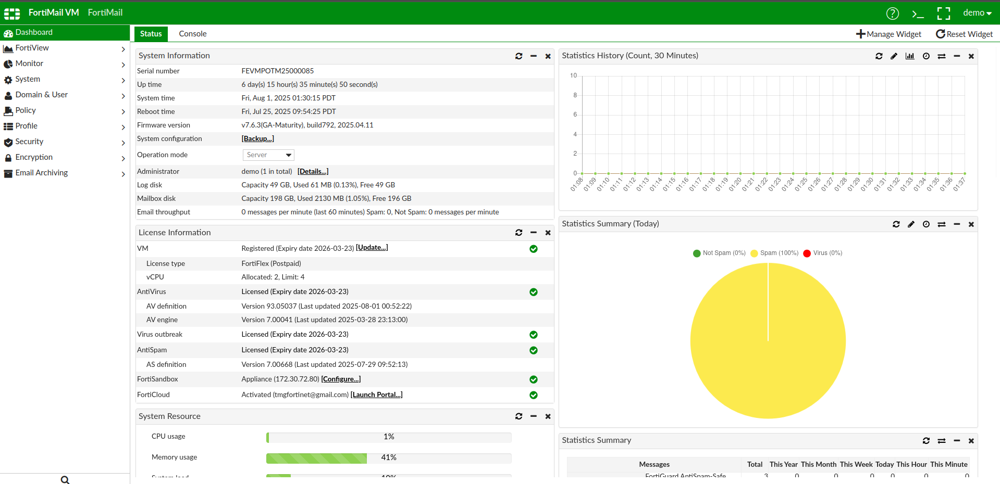 FortiMail VM FortiMail
demo
Dashboard
FortiView
Monitor
System
Domain & User
Policy
Profile
Security
Encryption
Email Archiving
Status Console
Manage Widget Reset Widget
System Information
Serial number FEVMPOTM25000085
Up time 6 day(s) 15 hour(s) 35 minute(s) 50 second(s)
System time Fri, Aug 1, 2025 01:30:15 PDT
Reboot time Fri, Jul 25, 2025 09:54:25 PDT
Firmware version v7.6.3(GA-Maturity), build792, 2025.04.11
System configuration [Backup...]
Operation mode Server
Administrator demo (1 in total) [Details...]
Log disk Capacity 49 GB, Used 61 MB (0.13%), Free 49 GB
Mailbox disk Capacity 198 GB, Used 2130 MB (1.05%), Free 196 GB
Email throughput 0 messages per minute (last 60 minutes) Spam: 0, Not Spam: 0 messages per minute
License Information
VM Registered (Expiry date 2026-03-23) [Update...]
License type FortiFlex (Postpaid)
vCPU Allocated: 2, Limit: 4
AntiVirus Licensed (Expiry date 2026-03-23)
AV definition Version 93.05037 (Last updated 2025-08-01 00:52:22)
AV engine Version 7.00041 (Last updated 2025-03-28 23:13:00)
Virus outbreak Licensed (Expiry date 2026-03-23)
AntiSpam Licensed (Expiry date 2026-03-23)
AS definition Version 7.00668 (Last updated 2025-07-29 09:52:13)
FortiSandbox Appliance (172.30.72.80) [Configure...]
FortiCloud Activated (tmgfortinet@gmail.com) [Launch Portal...]
System Resource
CPU usage 1%
Memory usage 41%
System load 10%
Statistics History (Count, 30 Minutes)
10
8
6
4
2
0
01:08 01:09 01:10 01:11 01:12 01:13 01:14 01:15 01:16 01:17 01:18 01:19 01:20 01:21 01:22 01:23 01:24 01:25 01:26 01:27 01:28 01:29 01:30 01:31 01:32 01:33 01:34 01:35 01:36 01:37
Statistics Summary (Today)
Not Spam (0%) Spam (100%) Virus (0%)
Statistics Summary
Messages Total This Year This Month This Week Today This Hour This Minute
FortiGuard AntiSpam-Safe 3 0 0 0 0 0 0